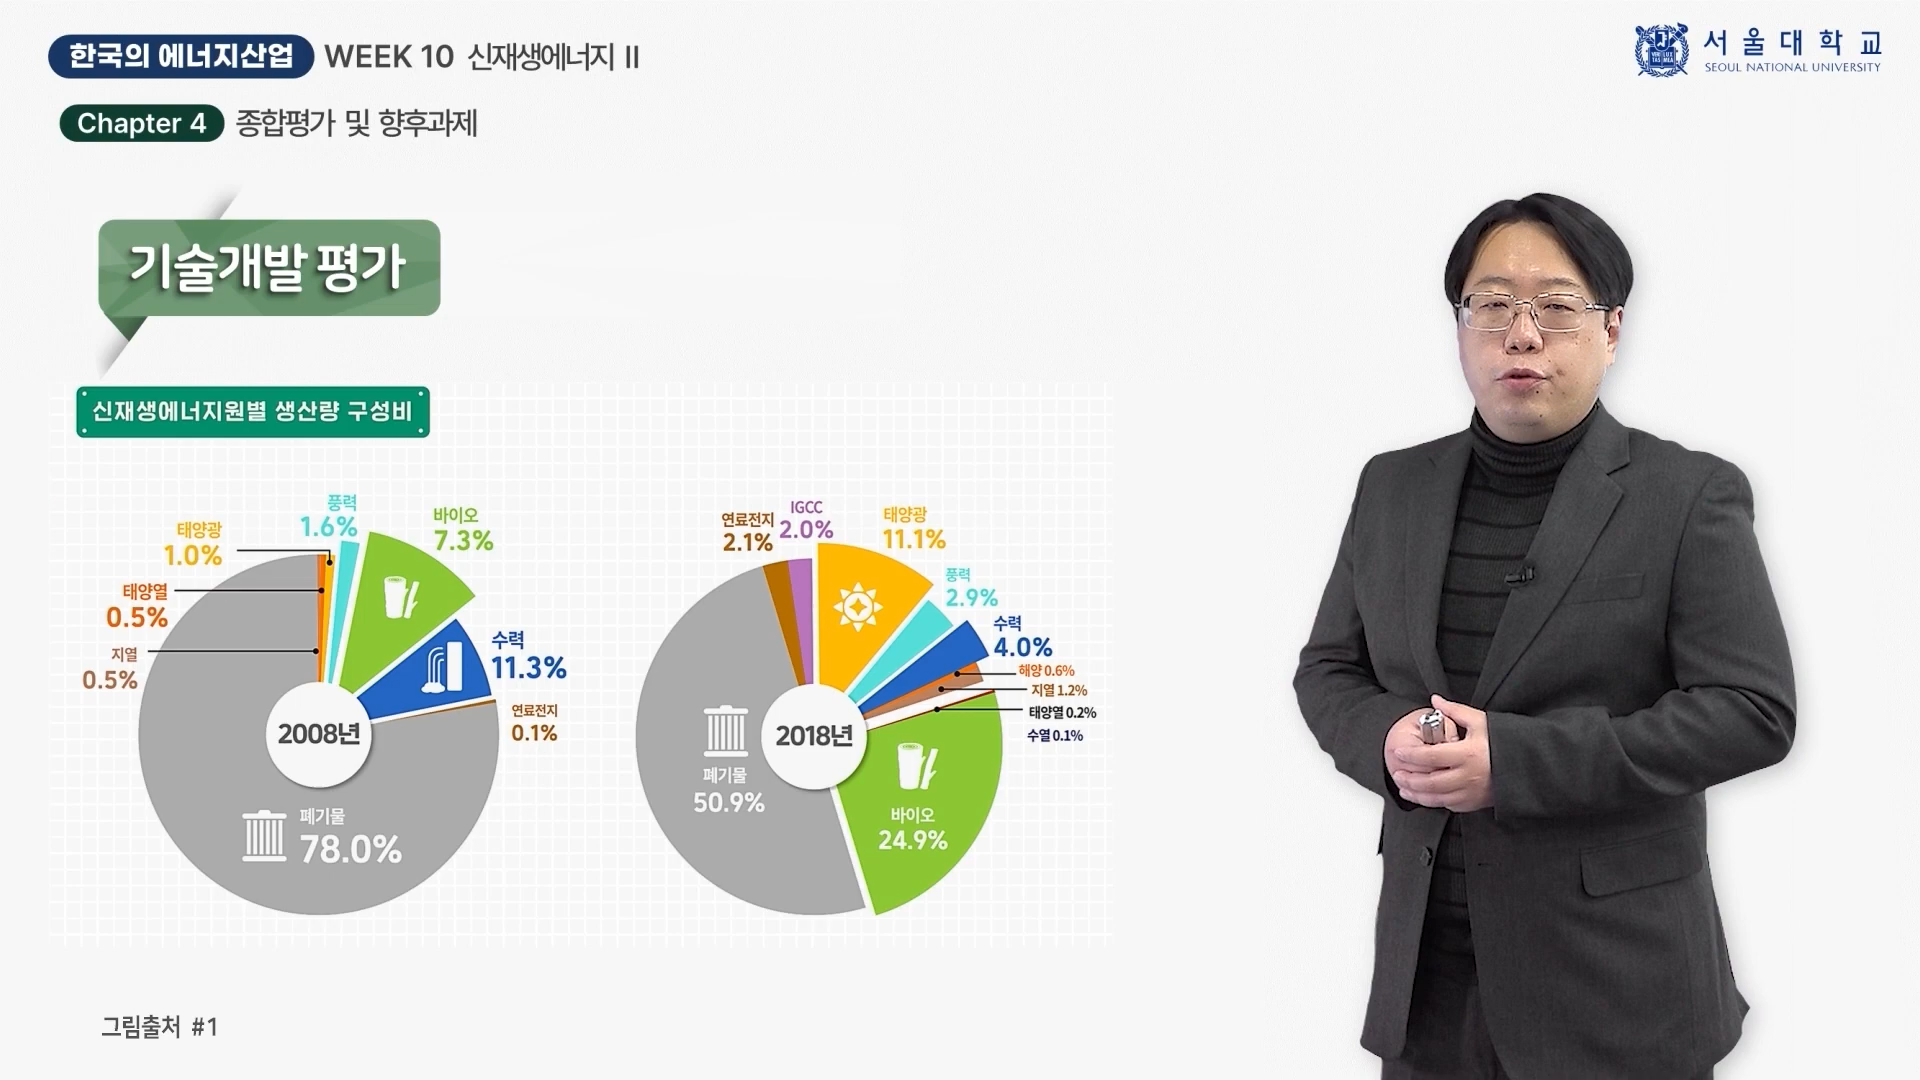 한국의 에너지산업 WEEK 10 신재생에너지 II
서울대학교
SEOUL NATIONAL UNIVERSITY
Chapter 4 종합평가 및 향후과제
기술개발 평가
신재생에너지원별 생산량 구성비
풍력
1.6%
바이오
7.3%
태양광
1.0%
태양열
0.5%
지열
0.5%
수력
11.3%
연료전지
0.1%
2008년
폐기물
78.0%
연료전지
2.1%
IGCC
2.0%
태양광
11.1%
풍력
2.9%
수력
4.0%
해양 0.6%
지열 1.2%
태양열 0.2%
수열 0.1%
2018년
폐기물
50.9%
바이오
24.9%
그림출처 #1